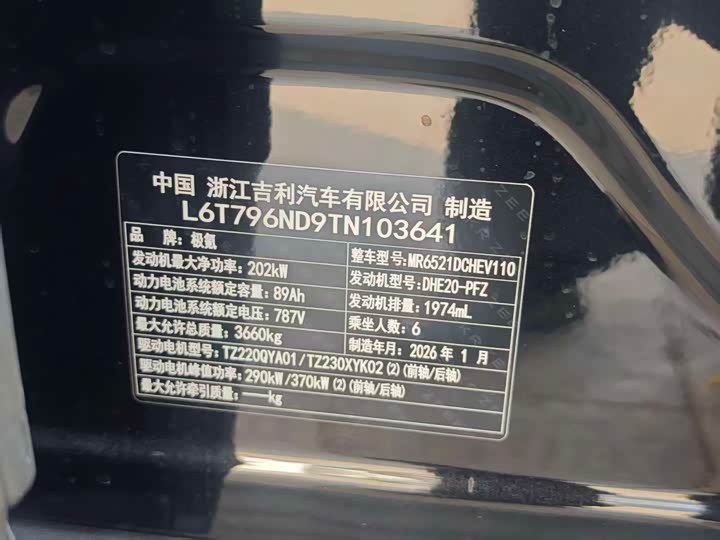 中国 浙江吉利汽车有限公司 制造
L6T796ND9TN103641
品 牌: 极氪 整车型号: MR6521DCHEV110
发动机最大净功率: 202kW 发动机型号: DHE20-PFZ
动力电池系统额定容量: 89Ah 发动机排量: 1974mL
动力电池系统额定电压: 787V 乘坐人数: 6
最大允许总质量: 3660kg 制造年月: 2026 年 1 月
驱动电机型号: TZ220QYA01/TZ230XYK02 (2) (前轴/后轴)
驱动电机峰值功率: 290kW/370kW (2) (前轴/后轴)
最大允许牵引质量: ——kg